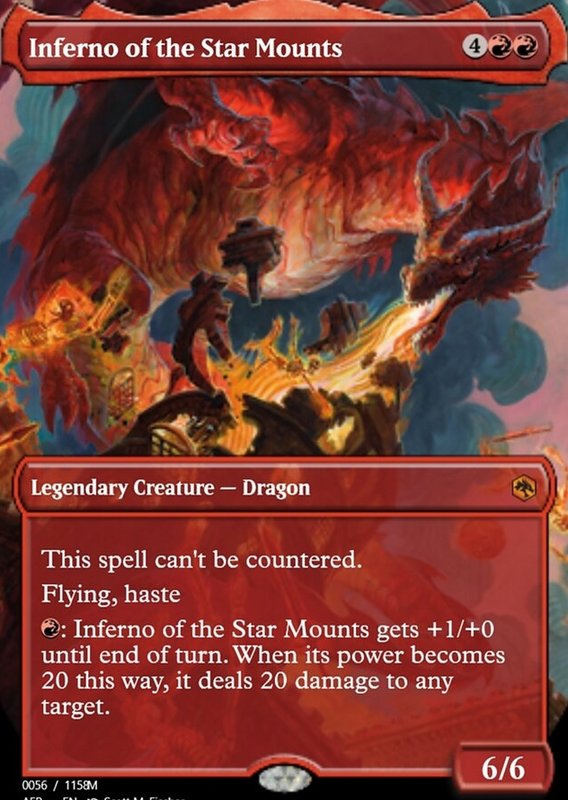 Inferno of the Star Mounts 4
Legendary Creature — Dragon
This spell can't be countered.
Flying, haste
: Inferno of the Star Mounts gets +1/+0
until end of turn. When its power becomes
20 this way, it deals 20 damage to any
target.
6/6
0056 / 1158M